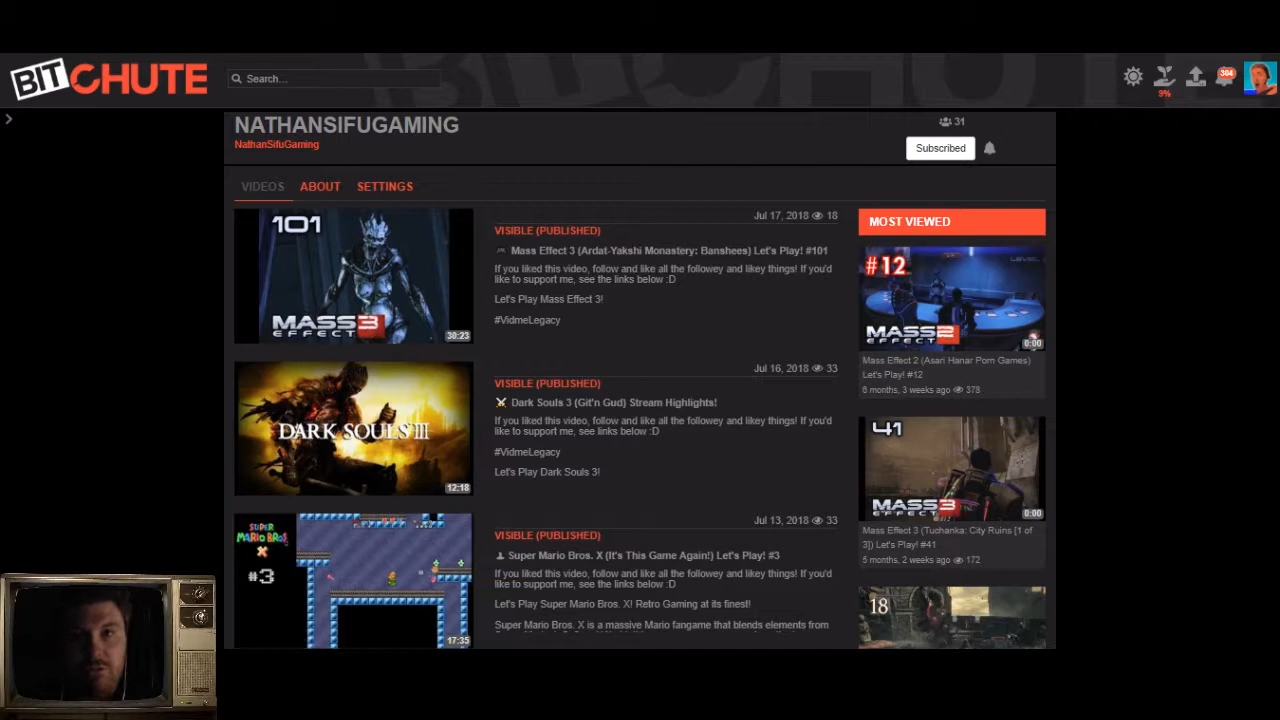 BITCHUTE
Search...
304
9%
NATHANSIFUGAMING
NathanSifuGaming
31
Subscribed
VIDEOS
ABOUT
SETTINGS
101
MASS
EFFECT 3
30:23
Jul 17, 2018 18
VISIBLE (PUBLISHED)
Mass Effect 3 (Ardat-Yakshi Monastery: Banshees) Let's Play! #101
If you liked this video, follow and like all the followey and likey things! If you'd
like to support me, see the links below :D
Let's Play Mass Effect 3!
#VidmeLegacy
DARK SOULS III
12:18
Jul 16, 2018 33
VISIBLE (PUBLISHED)
Dark Souls 3 (Git'n Gud) Stream Highlights!
If you liked this video, follow and like all the followey and likey things! If you'd
like to support me, see links below :D
#VidmeLegacy
Let's Play Dark Souls 3!
SUPER
MARIO BROS.
X
#3
17:35
Jul 13, 2018 33
VISIBLE (PUBLISHED)
Super Mario Bros. X (It's This Game Again!) Let's Play! #3
If you liked this video, follow and like all the followey and likey things! If you'd
like to support me, see the links below :D
Let's Play Super Mario Bros. X! Retro Gaming at its finest!
Super Mario Bros. X is a massive Mario fangame that blends elements from
MOST VIEWED
#12
LEVEL
MASS
EFFECT 2
0:00
Mass Effect 2 (Asari Hanar Porn Games)
Let's Play! #12
6 months, 3 weeks ago 378
41
MASS
EFFECT 3
0:00
Mass Effect 3 (Tuchanka: City Ruins [1 of
3]) Let's Play! #41
5 months, 2 weeks ago 172
18